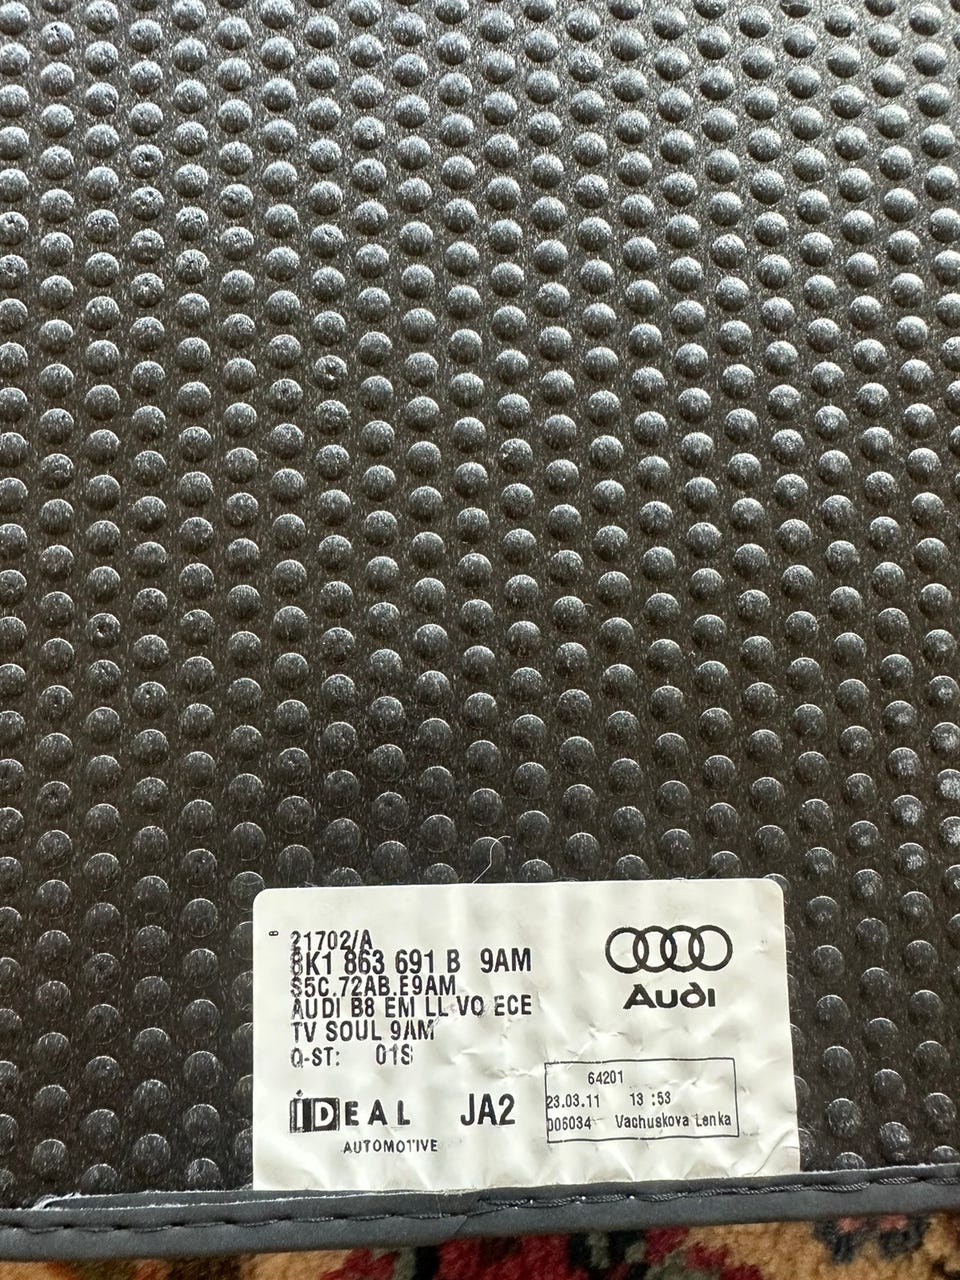 21702/A
8K1 863 691 B 9AM
S5C.72AB.E9AM
AUDI B8 EM LL VO ECE
TV SOUL 9AM
Q-ST: 01S
Audi
iDEAL
AUTOMOTIVE
JA2
64201
23.03.11 13 :53
006034 Vachuskova Lenka